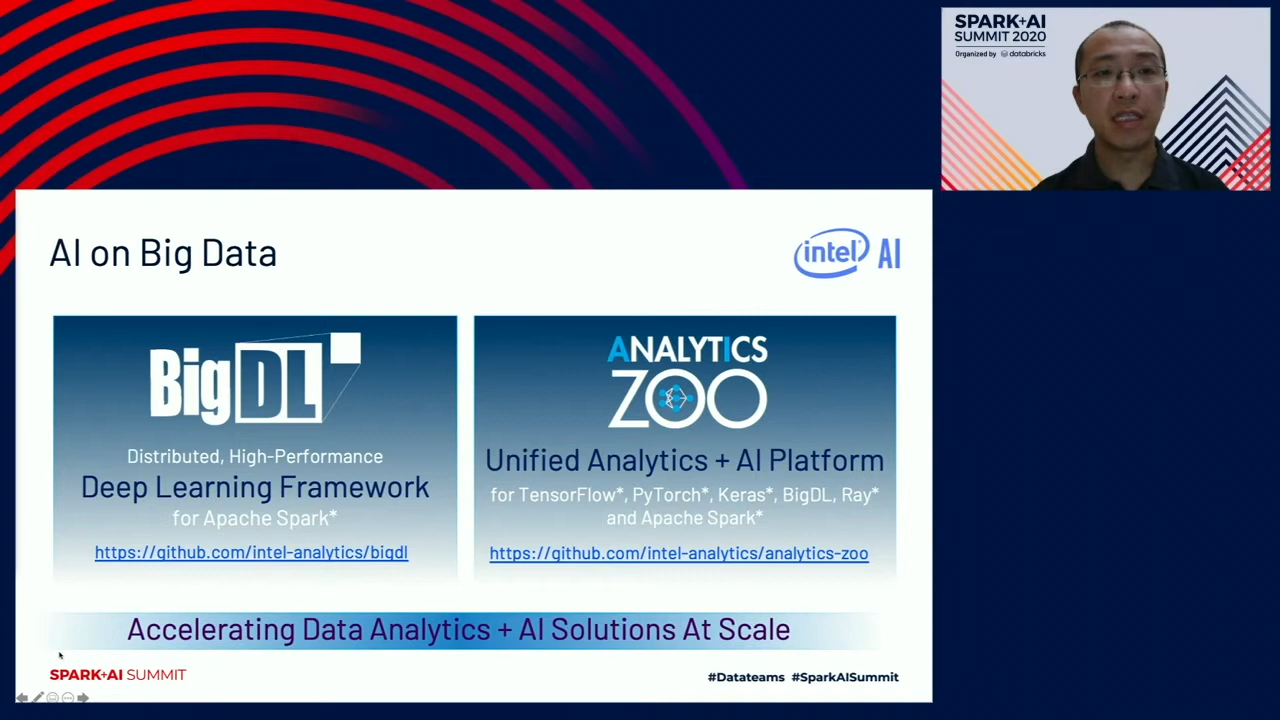 SPARK+AI
SUMMIT 2020
Organized by databricks
AI on Big Data
intel AI
BigDL
Distributed, High-Performance
Deep Learning Framework
for Apache Spark*
https://github.com/intel-analytics/bigdl
ANALYTICS
ZOO
Unified Analytics + AI Platform
for TensorFlow*, PyTorch*, Keras*, BigDL, Ray*
and Apache Spark*
https://github.com/intel-analytics/analytics-zoo
Accelerating Data Analytics + AI Solutions At Scale
SPARK+AI SUMMIT
#Datateams #SparkAISummit